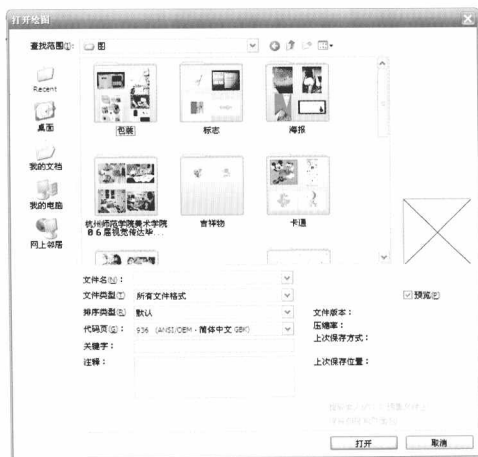 打开绘图
查找范围(I):
图
Recent
桌面
我的文档
我的电脑
网上邻居
包装
标志
海报
杭州师范学院美术学院
06届视觉传达毕...
吉祥物
卡通
文件名(N):
文件类型(T)
所有文件格式
预览(P)
排序类型(R)
默认
文件版本:
代码页(G):
936 (ANSI/OEM - 简体中文 GBK)
压缩率:
关键字:
上次保存方式:
注释:
上次保存位置:
打开
取消